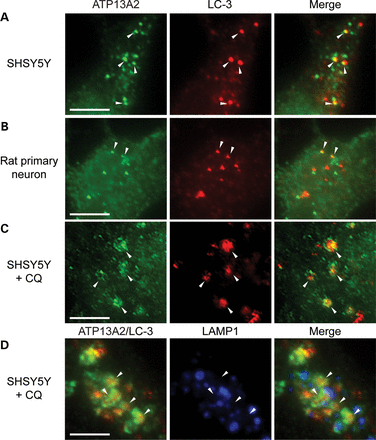 ATP13A2 LC-3 Merge
A
SHSY5Y
B
Rat primary
neuron
C
SHSY5Y
+ CQ
ATP13A2/LC-3 LAMP1 Merge
D
SHSY5Y
+ CQ